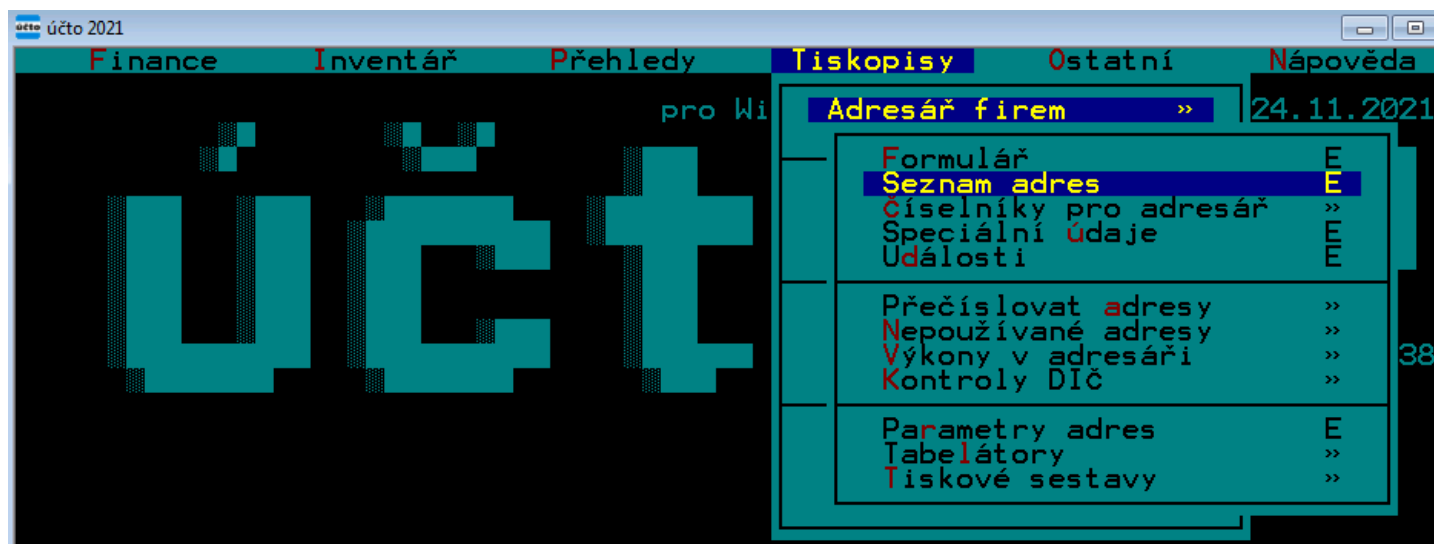 účto účto 2021
Finance Inventář Přehledy Tiskopisy Ostatní Nápověda
pro Wi Adresář firem » 24.11.2021
účt
Formulář E
Seznam adres E
Číselníky pro adresář »
Speciální údaje E
Události E
Přečíslovat adresy »
Nepoužívané adresy »
Výkony v adresáři » 38
Kontroly DIČ »
Parametry adres E
Tabelátory »
Tiskové sestavy »